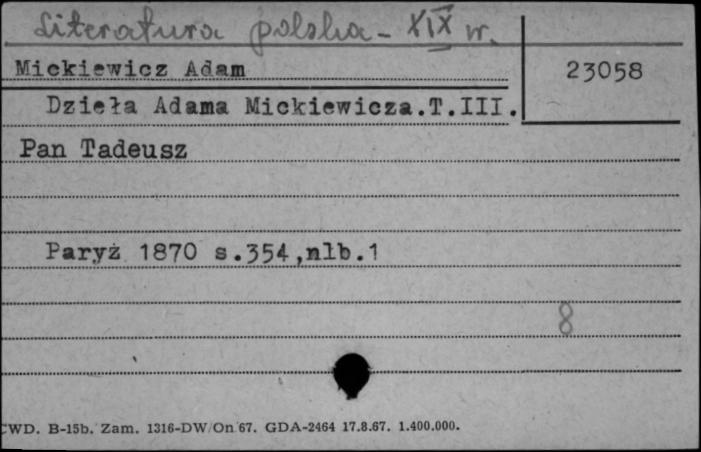 Literatura polska - XIX w.
Mickiewicz Adam
23058
Dzieła Adama Mickiewicza.T.III.
Pan Tadeusz
Paryż 1870 s.354,nlb.1
8
CWD. B-15b. Zam. 1316-DW/On 67. GDA-2464 17.8.67. 1.400.000.